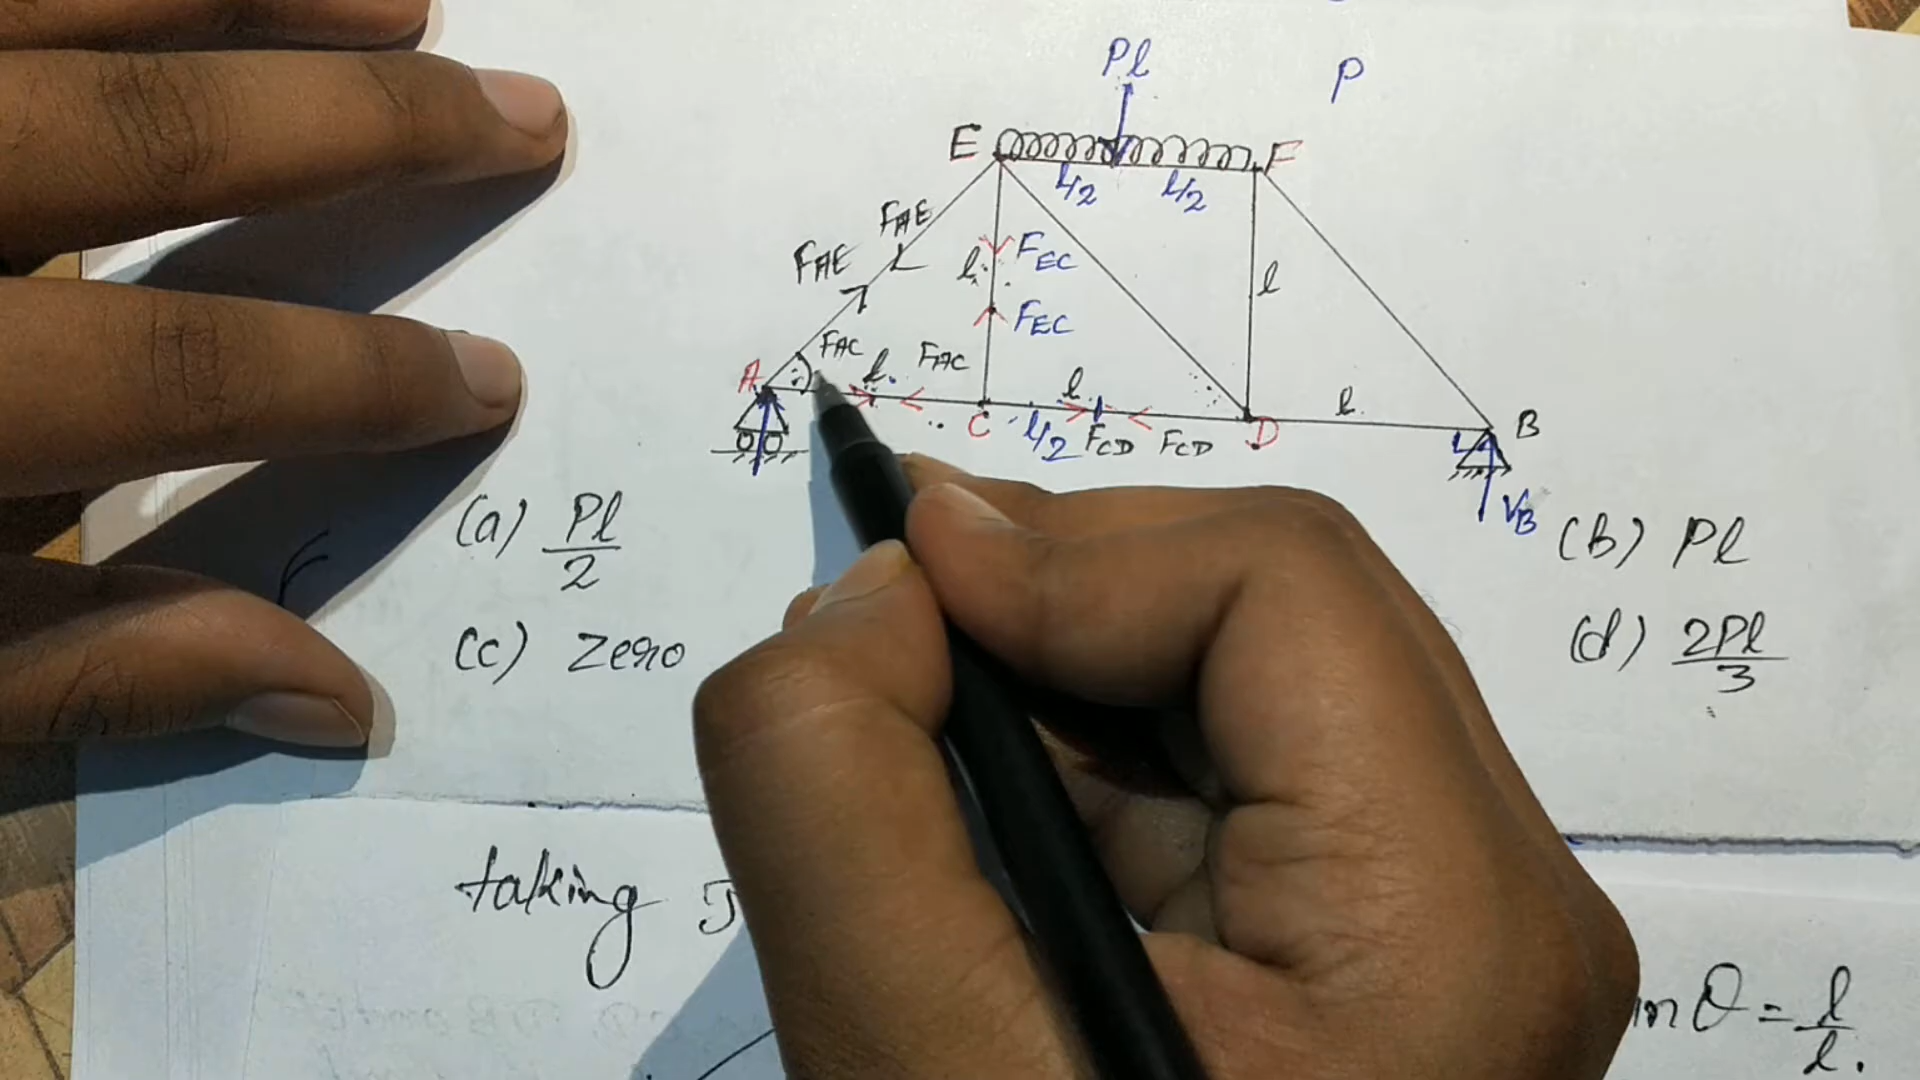 Pl
P
E
F
l/2
l/2
FAE
FAE
l
FEC
l
FEC
FAC
A
l
FAC
l
l
C
l/2
FCD
FCD
D
B
VB
(a) Pl/2
(b) Pl
(c) Zero
(d) 2Pl/3
taking
θ = l/l